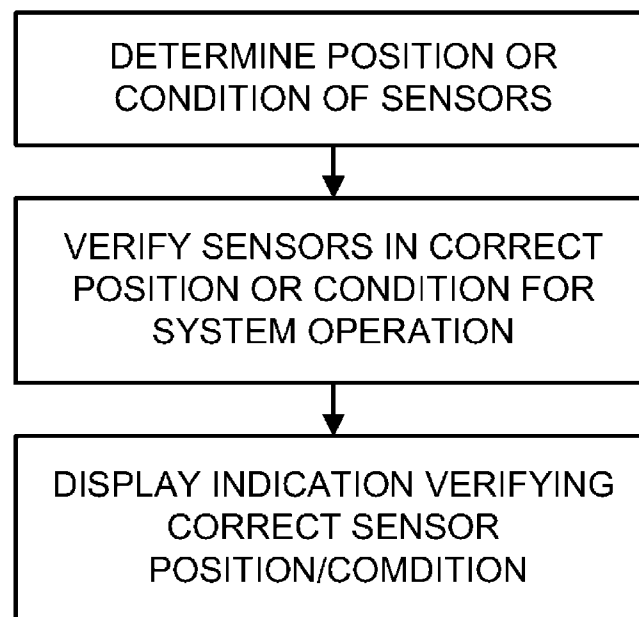 DETERMINE POSITION OR
CONDITION OF SENSORS
VERIFY SENSORS IN CORRECT
POSITION OR CONDITION FOR
SYSTEM OPERATION
DISPLAY INDICATION VERIFYING
CORRECT SENSOR
POSITION/COMDITION